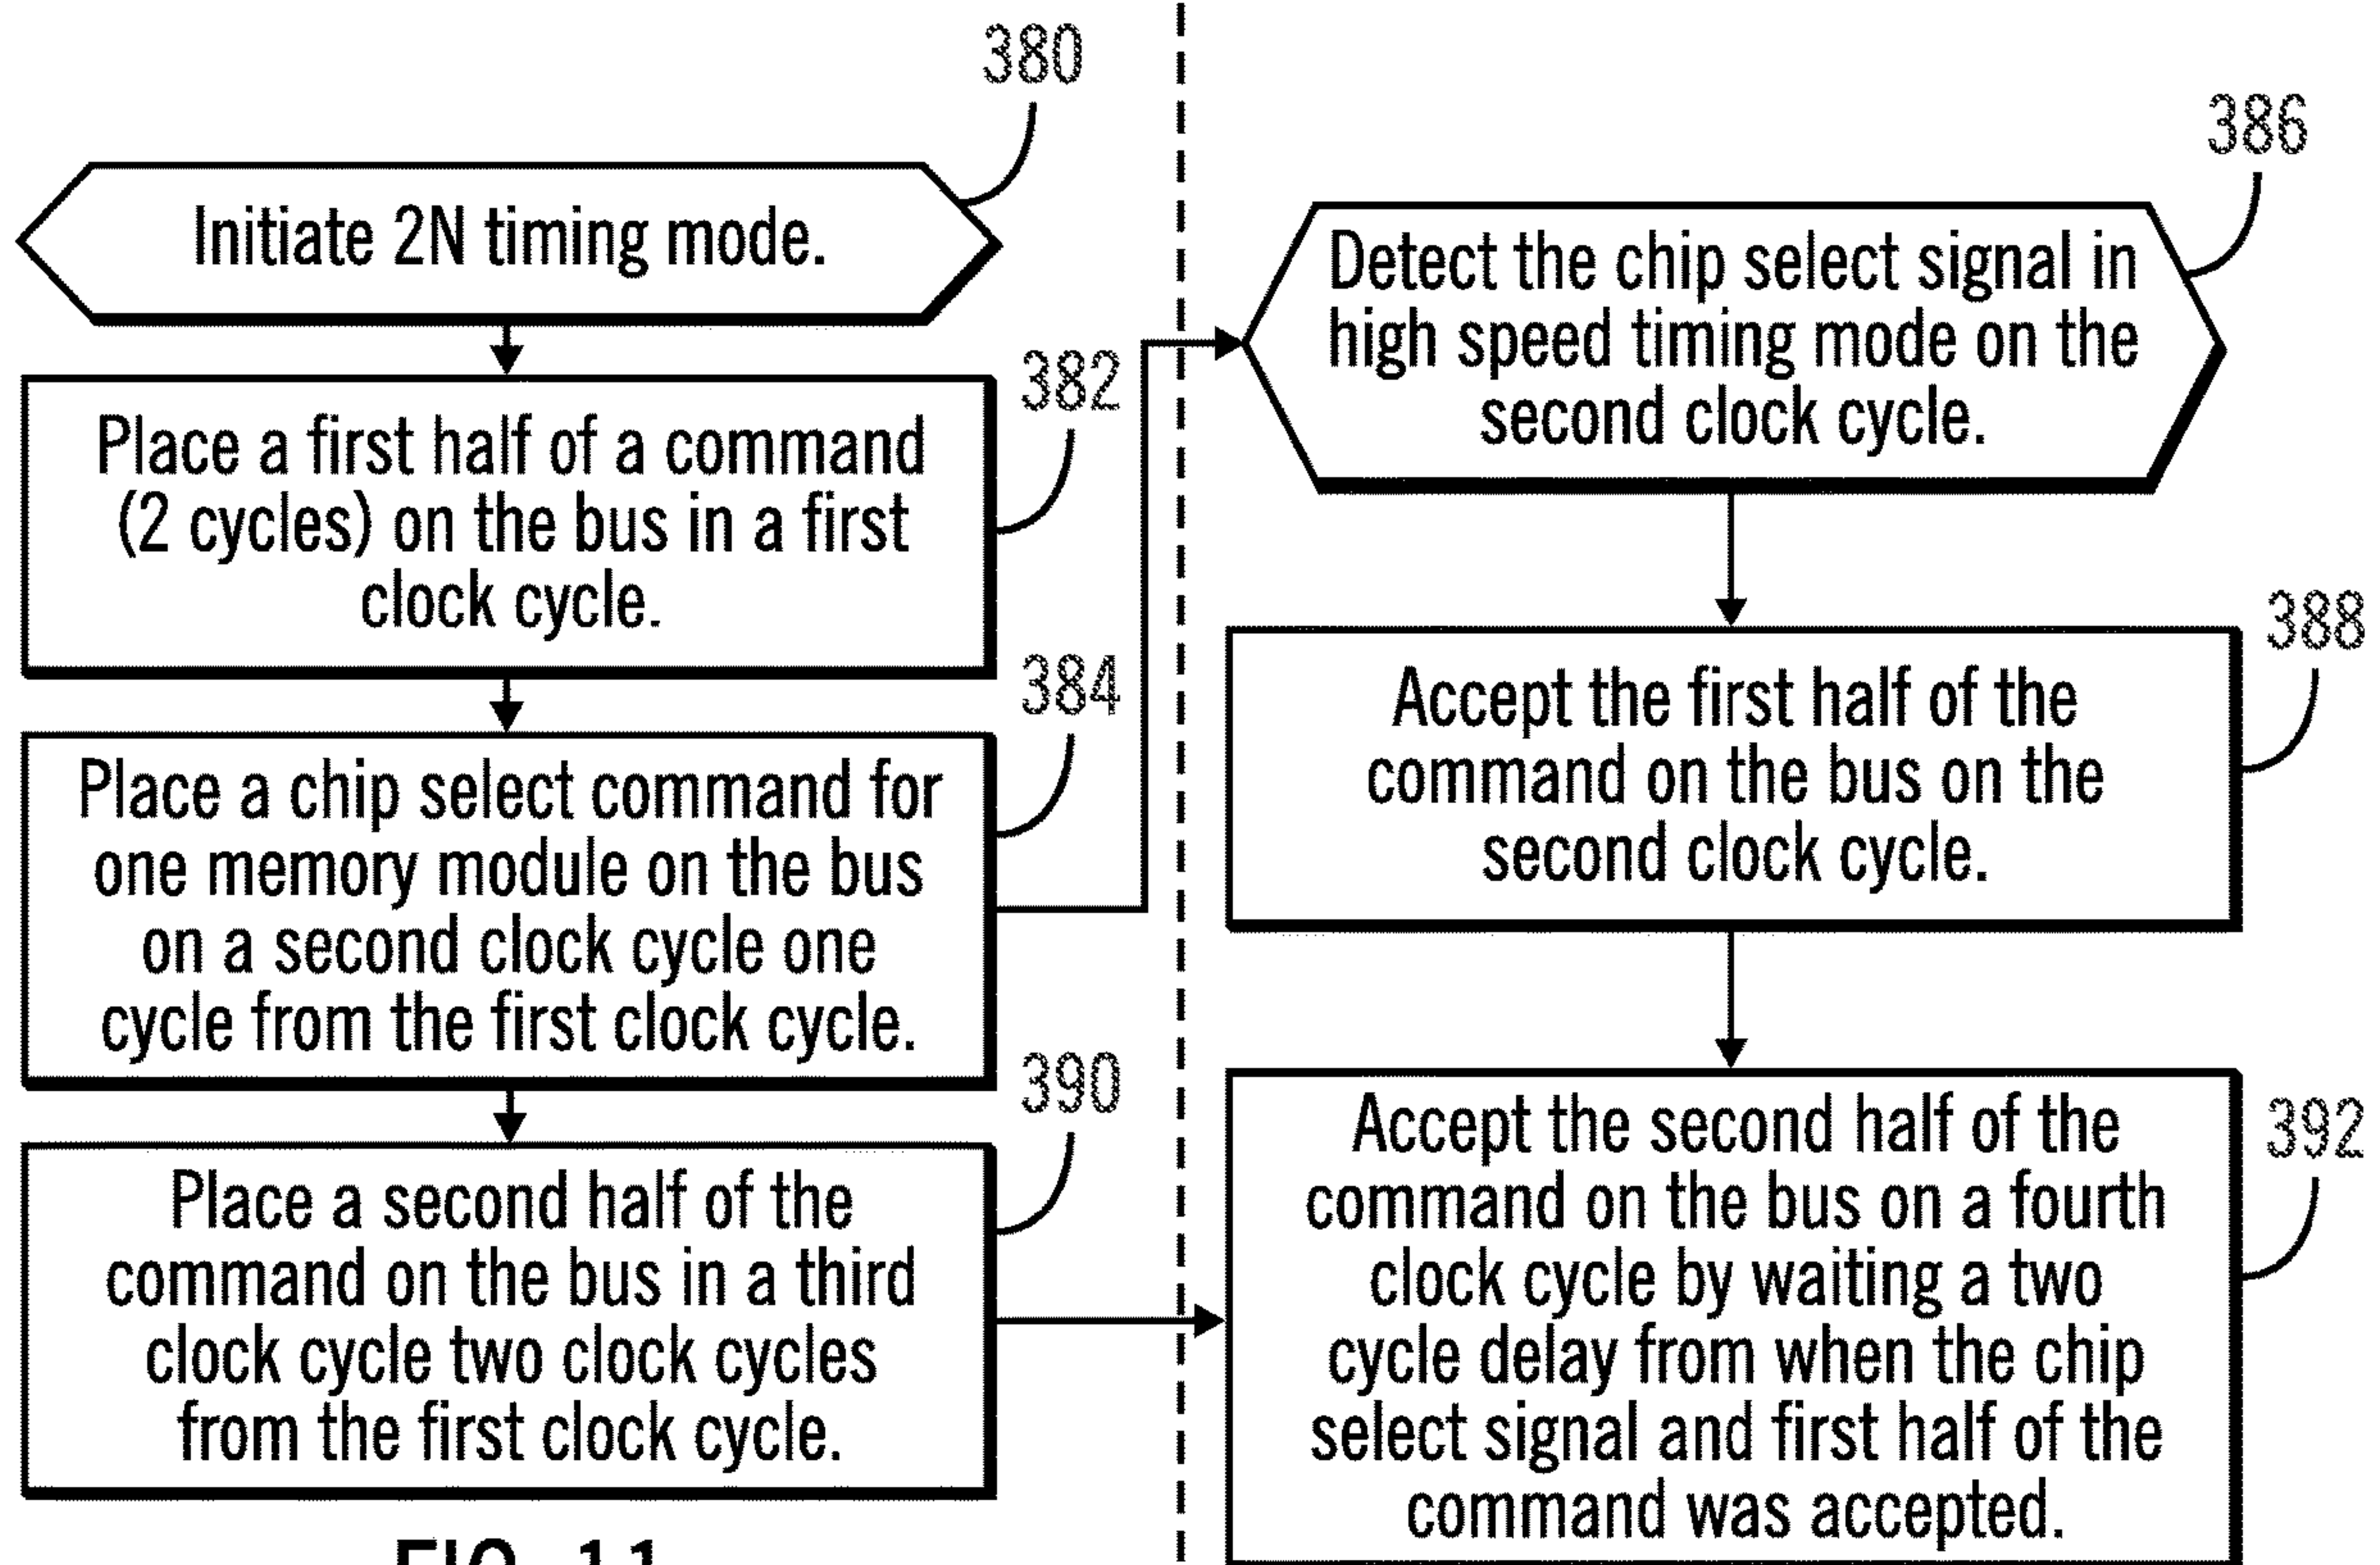 380
Initiate 2N timing mode.
382
Place a first half of a command
(2 cycles) on the bus in a first
clock cycle.
384
Place a chip select command for
one memory module on the bus
on a second clock cycle one
cycle from the first clock cycle.
390
Place a second half of the
command on the bus in a third
clock cycle two clock cycles
from the first clock cycle.
FIG. 11
386
Detect the chip select signal in
high speed timing mode on the
second clock cycle.
388
Accept the first half of the
command on the bus on the
second clock cycle.
392
Accept the second half of the
command on the bus on a fourth
clock cycle by waiting a two
cycle delay from when the chip
select signal and first half of the
command was accepted.